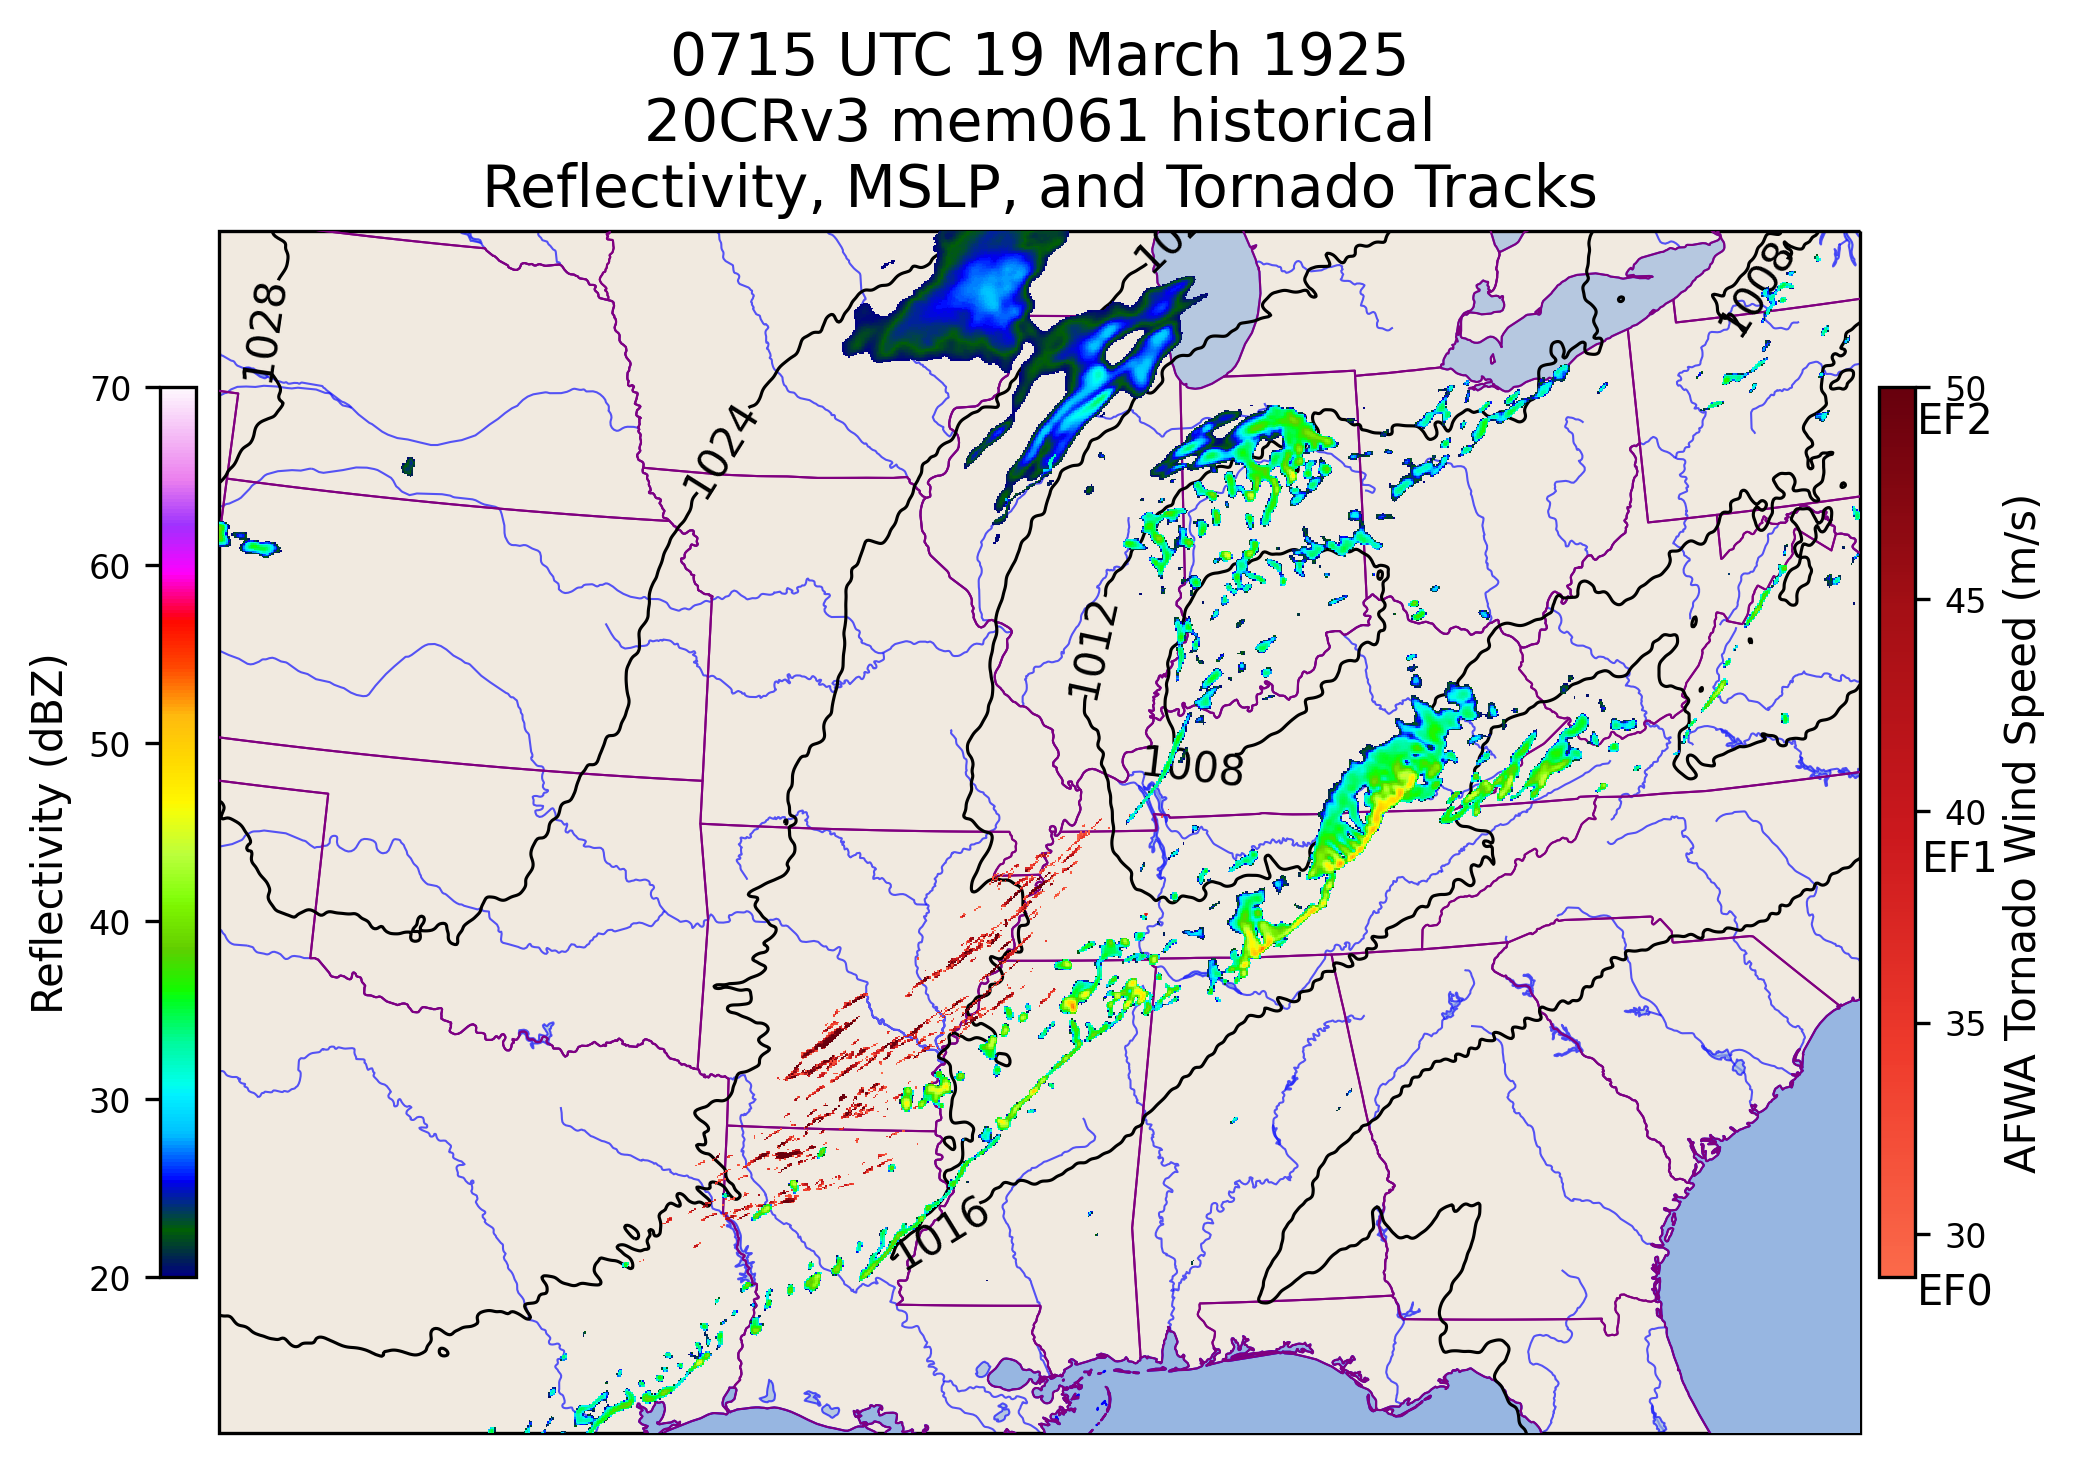 0715 UTC 19 March 1925
20CRv3 mem061 historical
Reflectivity, MSLP, and Tornado Tracks
1028
1008
1024
1012
1008
1016
Reflectivity (dBZ)
70
60
50
40
30
20
50
EF2
45
40
EF1
35
30
EF0
AFWA Tornado Wind Speed (m/s)